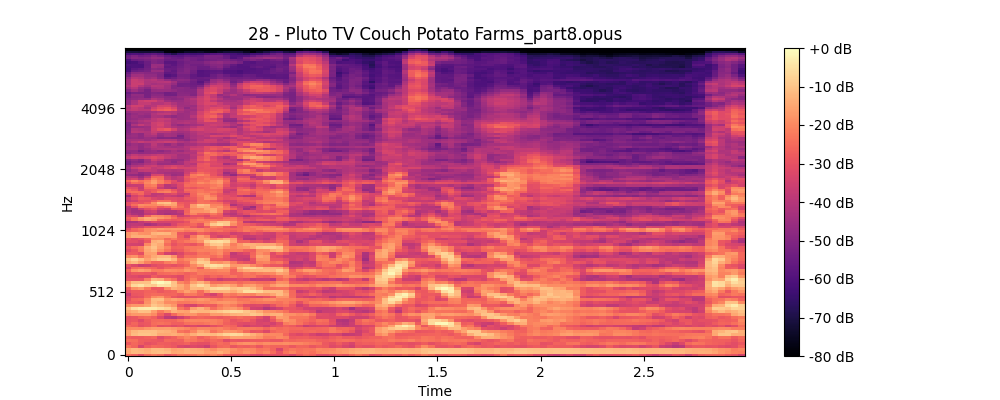 28 - Pluto TV Couch Potato Farms_part8.opus
Hz
4096
2048
1024
512
0
0 0.5 1 1.5 2 2.5
Time
+0 dB
-10 dB
-20 dB
-30 dB
-40 dB
-50 dB
-60 dB
-70 dB
-80 dB